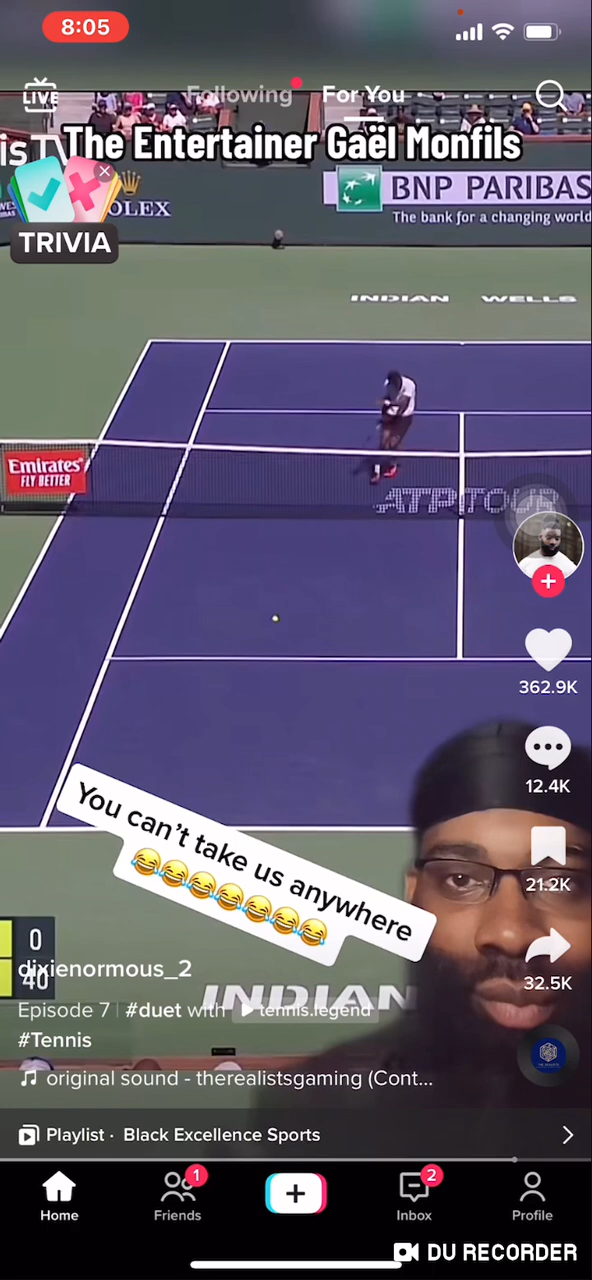 8:05
LIVE
Following
For You
The Entertainer Gaël Monfils
is TV
OLEX
BNP PARIBAS
The bank for a changing world
TRIVIA
INDIAN WELLS
Emirates
FLY BETTER
ATP TOUR
362.9K
12.4K
You can't take us anywhere
😂😂😂😂😂😂😂
21.2K
0
40
dixienormous_2
32.5K
INDIAN
Episode 7 | #duet with ▶ tennis.legend
#Tennis
original sound - therealistsgaming (Cont...
Playlist · Black Excellence Sports
1
2
Home
Friends
Inbox
Profile
DU RECORDER